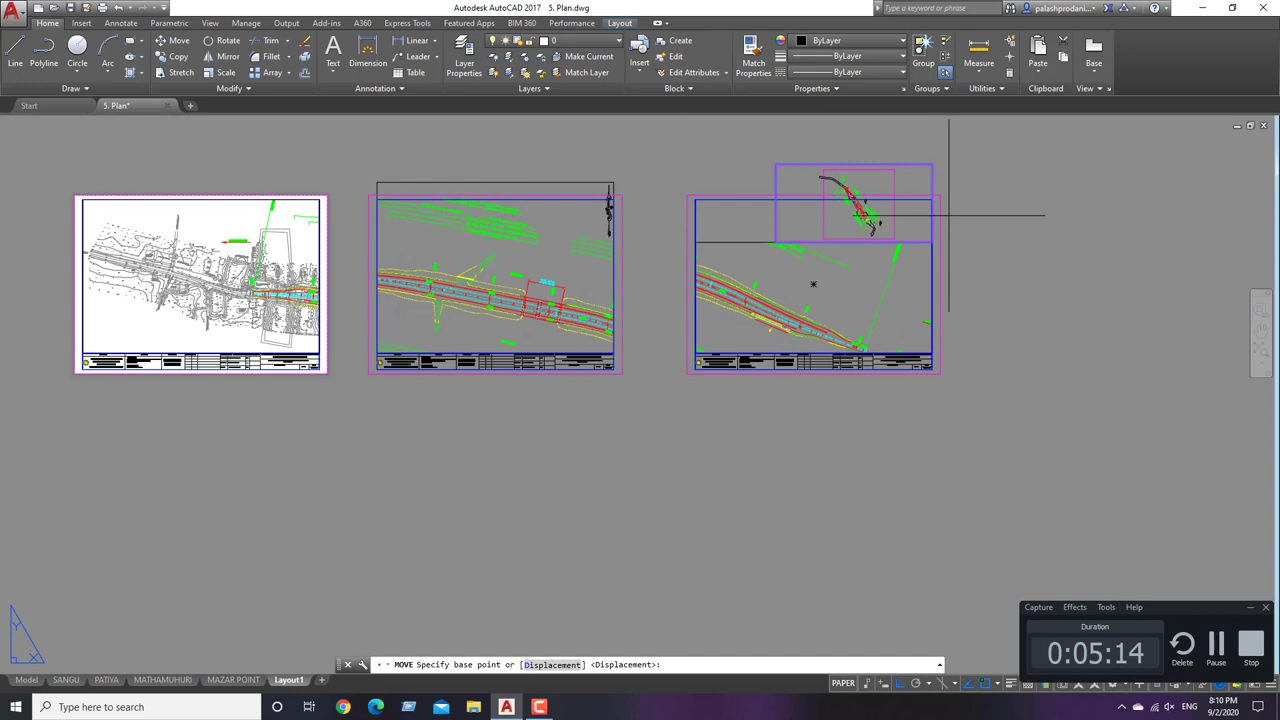 Autodesk AutoCAD 2017 5. Plan.dwg
Type a keyword or phrase
palashprodani...
Home Insert Annotate Parametric View Manage Output Add-ins A360 Express Tools Featured Apps BIM 360 Performance Layout
Line Polyline Circle Arc
Move Rotate Trim
Copy Mirror Fillet
Stretch Scale Array
Text Dimension
Linear
Leader
Table
Layer Properties
0
Make Current
Match Layer
Insert
Create
Edit
Edit Attributes
Match Properties
ByLayer
ByLayer
ByLayer
Group Measure Paste Base
Draw Modify Annotation Layers Block Properties Groups Utilities Clipboard View
Start 5. Plan*
Capture Effects Tools Help
Duration
0:05:14
Delete Pause Stop
Y
X
MOVE Specify base point or [Displacement] <Displacement>:
Model SANGU PATIYA MATHAMUHURI MAZAR POINT Layout1
PAPER
Type here to search
8:10 PM
9/2/2020